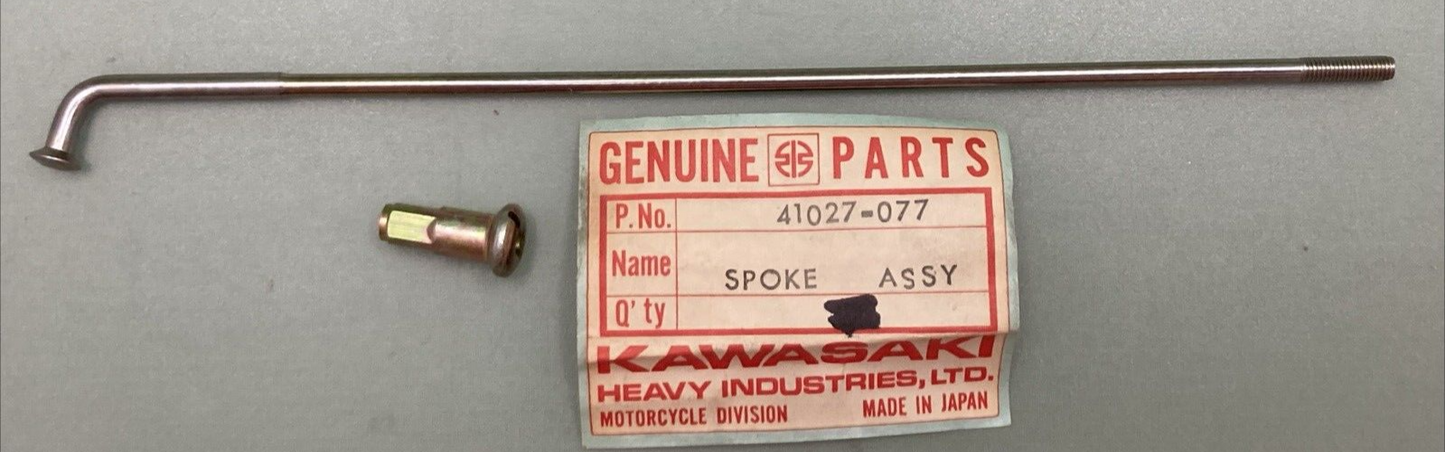 GENUINE PARTS
P.No. 41027-077
Name SPOKE ASSY
Q'ty
KAWASAKI
HEAVY INDUSTRIES, LTD.
MOTORCYCLE DIVISION MADE IN JAPAN